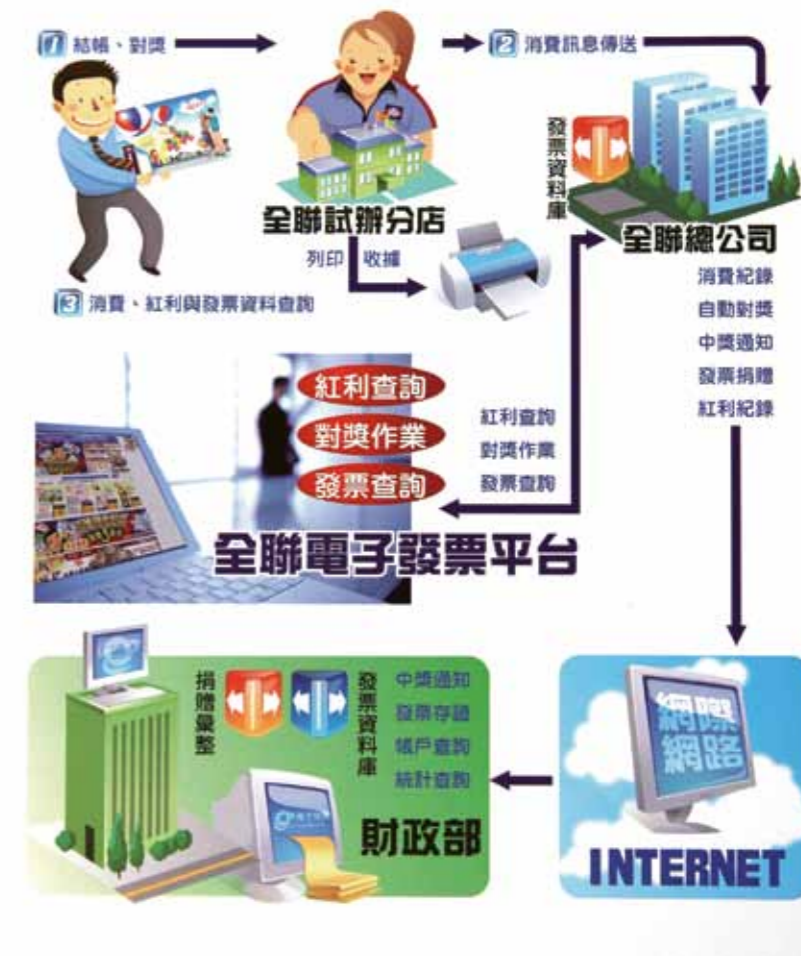 1 結帳、對獎
2 消費訊息傳送
發票資料庫
全聯試辦分店
全聯總公司
列印 收據
3 消費、紅利與發票資料查詢
消費紀錄
自動對獎
中獎通知
發票捐贈
紅利紀錄
紅利查詢
對獎作業
發票查詢
紅利查詢
對獎作業
發票查詢
全聯電子發票平台
捐贈彙整
發票資料庫
中獎通知
發票存證
帳戶查詢
統計查詢
財政部
網際
網路
INTERNET